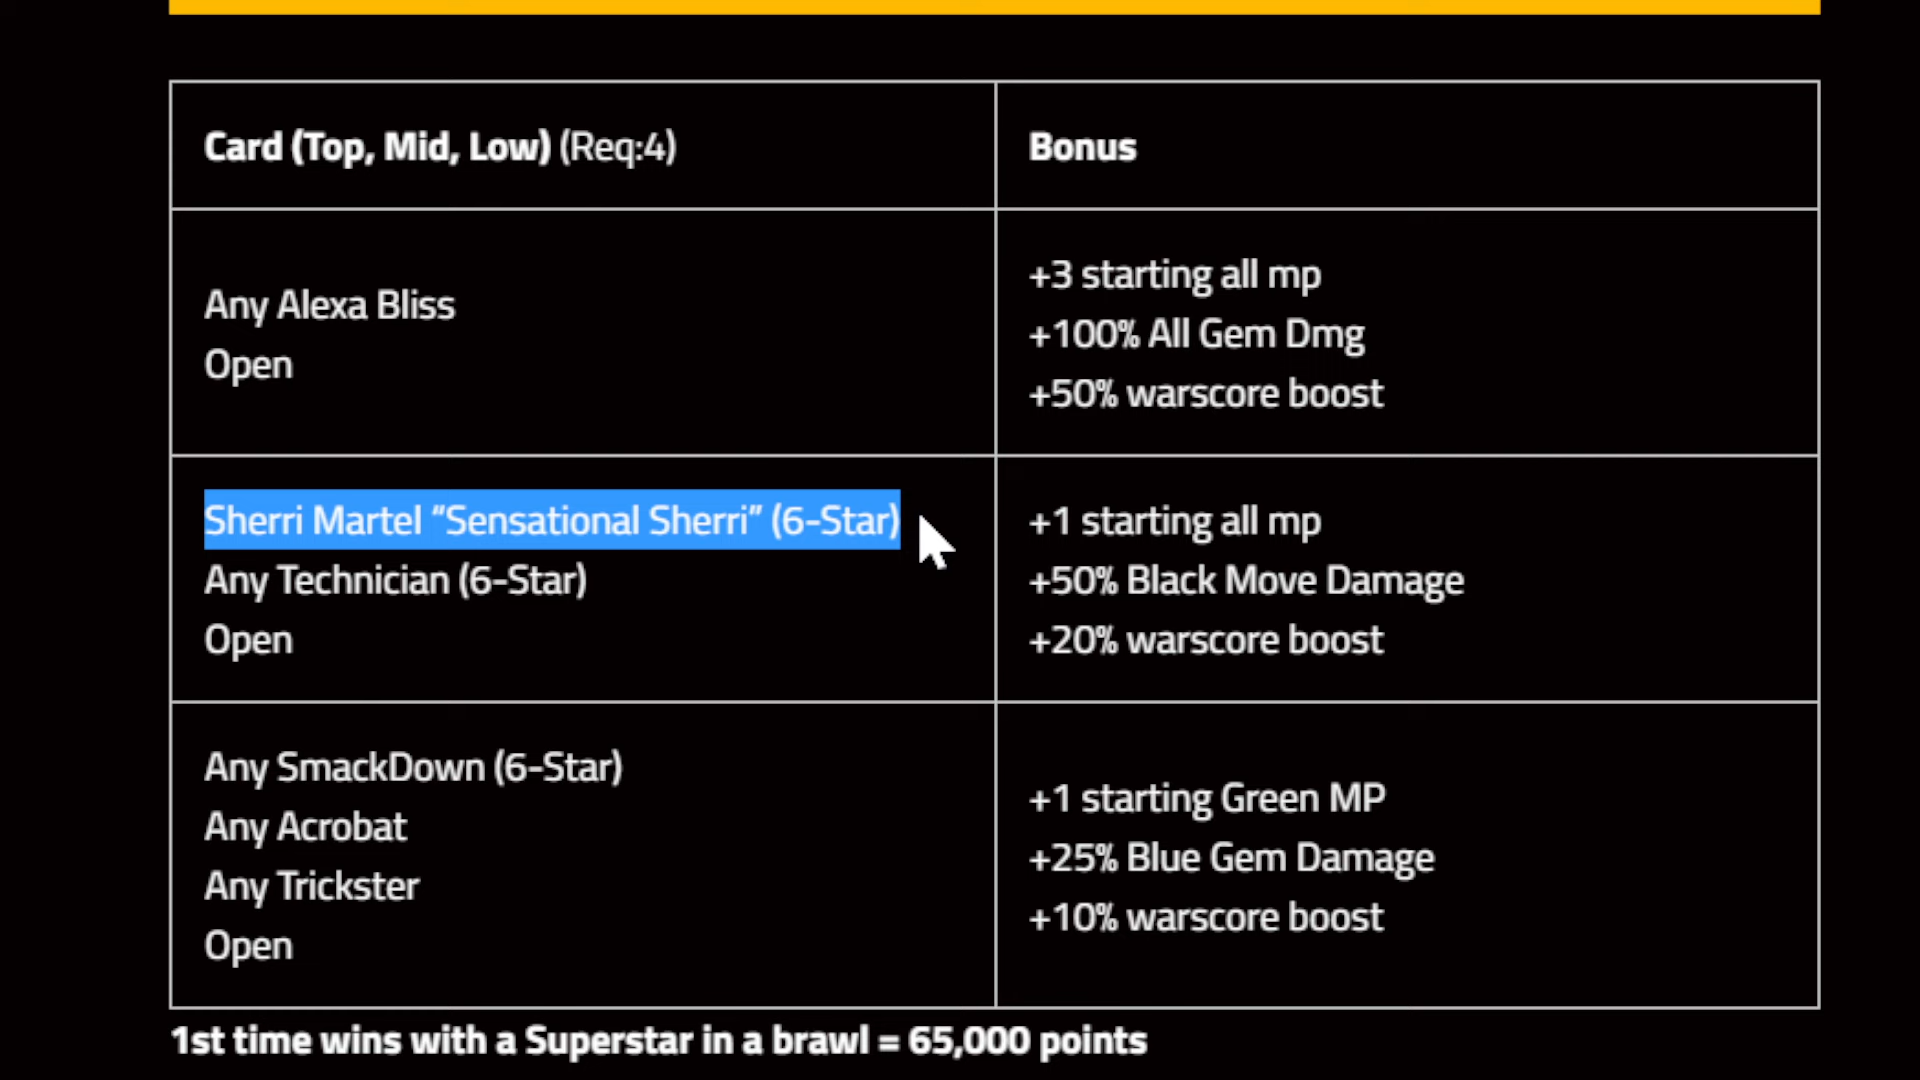 Card (Top, Mid, Low) (Req:4)
Bonus
Any Alexa Bliss
Open
+3 starting all mp
+100% All Gem Dmg
+50% warscore boost
Sherri Martel “Sensational Sherri” (6-Star)
Any Technician (6-Star)
Open
+1 starting all mp
+50% Black Move Damage
+20% warscore boost
Any SmackDown (6-Star)
Any Acrobat
Any Trickster
Open
+1 starting Green MP
+25% Blue Gem Damage
+10% warscore boost
1st time wins with a Superstar in a brawl = 65,000 points